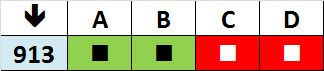 🡫 A B C D
913 ■ ■ ■ ■